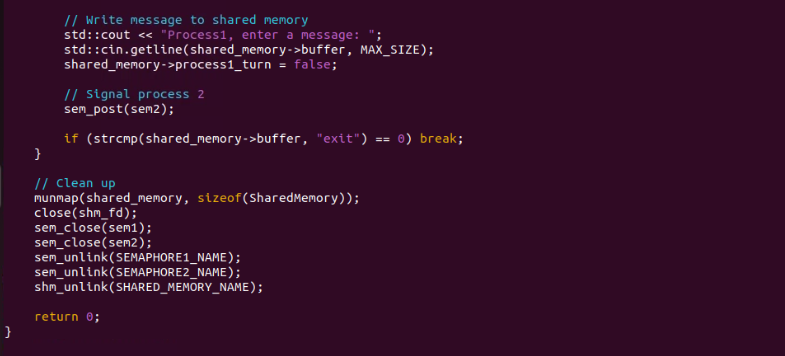 // Write message to shared memory
std::cout << "Process1, enter a message: ";
std::cin.getline(shared_memory->buffer, MAX_SIZE);
shared_memory->process1_turn = false;
// Signal process 2
sem_post(sem2);
if (strcmp(shared_memory->buffer, "exit") == 0) break;
}
// Clean up
munmap(shared_memory, sizeof(SharedMemory));
close(shm_fd);
sem_close(sem1);
sem_close(sem2);
sem_unlink(SEMAPHORE1_NAME);
sem_unlink(SEMAPHORE2_NAME);
shm_unlink(SHARED_MEMORY_NAME);
return 0;
}